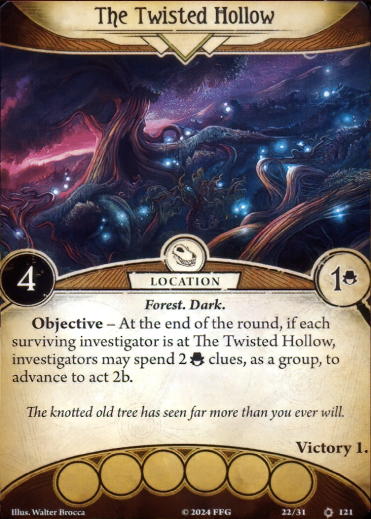 The Twisted Hollow
4
LOCATION
1
Forest. Dark.
Objective – At the end of the round, if each
surviving investigator is at The Twisted Hollow,
investigators may spend 2 clues, as a group, to
advance to act 2b.
The knotted old tree has seen far more than you ever will.
Victory 1.
Illus. Walter Brocca © 2024 FFG 22/31 121